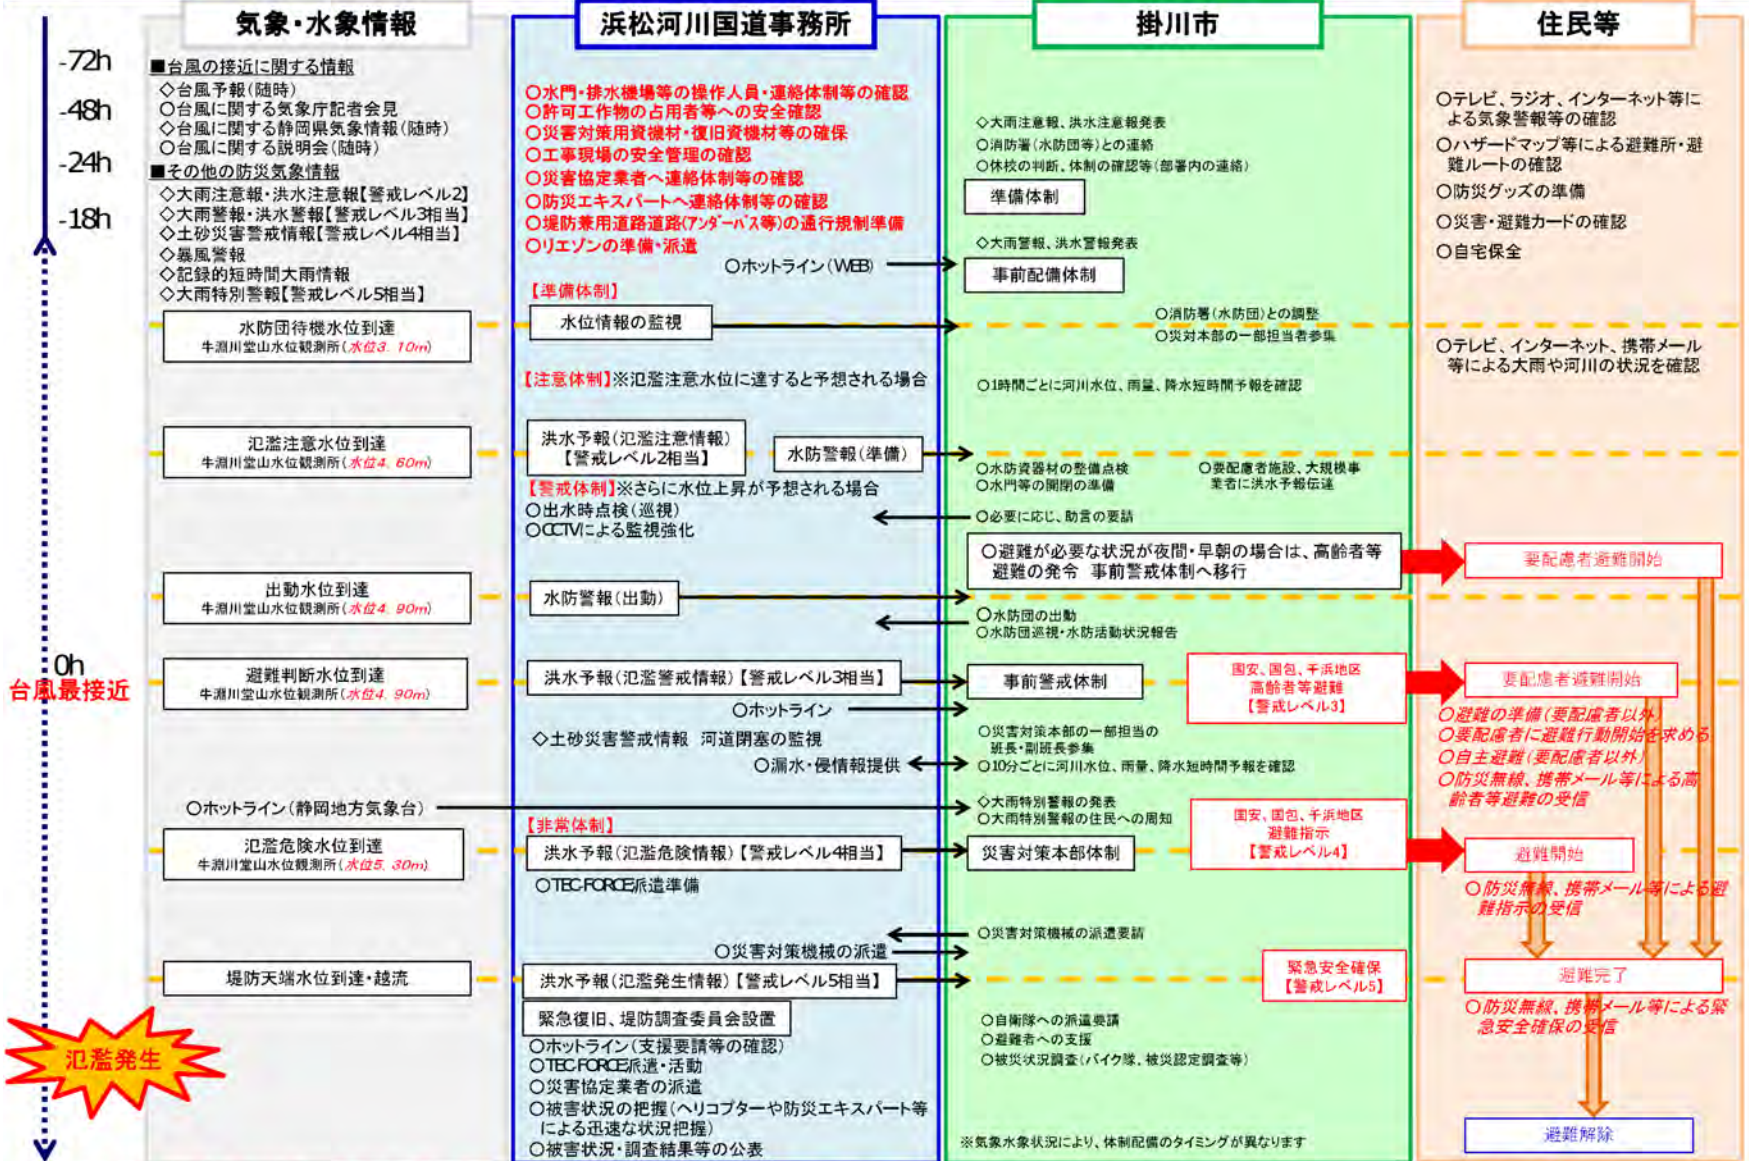 気象・水象情報
浜松河川国道事務所
掛川市
住民等
-72h
-48h
-24h
-18h
0h
台風最接近
氾濫発生
■台風の接近に関する情報
◇台風予報(随時)
○台風に関する気象庁記者会見
◇台風に関する静岡県気象情報(随時)
○台風に関する説明会(随時)
■その他の防災気象情報
◇大雨注意報・洪水注意報【警戒レベル2】
◇大雨警報・洪水警報【警戒レベル3相当】
◇土砂災害警戒情報【警戒レベル4相当】
◇暴風警報
◇記録的短時間大雨情報
◇大雨特別警報【警戒レベル5相当】
水防団待機水位到達
牛淵川堂山水位観測所(水位3.10m)
氾濫注意水位到達
牛淵川堂山水位観測所(水位4.60m)
出動水位到達
牛淵川堂山水位観測所(水位4.90m)
避難判断水位到達
牛淵川堂山水位観測所(水位4.90m)
○ホットライン(静岡地方気象台)
氾濫危険水位到達
牛淵川堂山水位観測所(水位5.30m)
堤防天端水位到達・越流
○水門・排水機場等の操作人員・連絡体制等の確認
○許可工作物の占用者等への安全確認
○災害対策用資機材・復旧資機材等の確保
○工事現場の安全管理の確認
○災害協定業者へ連絡体制等の確認
○防災エキスパートへ連絡体制等の確認
○堤防兼用道路道路(アンダーパス等)の通行規制準備
○リエゾンの準備・派遣
○ホットライン(WEB)
【準備体制】
水位情報の監視
【注意体制】※氾濫注意水位に達すると予想される場合
洪水予報(氾濫注意情報)
【警戒レベル2相当】
水防警報(準備)
【警戒体制】※さらに水位上昇が予想される場合
○出水時点検(巡視)
○CCTVによる監視強化
水防警報(出動)
洪水予報(氾濫警戒情報)【警戒レベル3相当】
○ホットライン
◇土砂災害警戒情報 河道閉塞の監視
○漏水・侵情報提供
【非常体制】
洪水予報(氾濫危険情報)【警戒レベル4相当】
○TEC-FORCE派遣準備
○災害対策機械の派遣
洪水予報(氾濫発生情報)【警戒レベル5相当】
緊急復旧、堤防調査委員会設置
○ホットライン(支援要請等の確認)
○TEC-FORCE派遣・活動
○災害協定業者の派遣
○被害状況の把握(ヘリコプターや防災エキスパート等
による迅速な状況把握)
○被害状況・調査結果等の公表
◇大雨注意報、洪水注意報発表
○消防署(水防団等)との連絡
○休校の判断、体制の確認等(部署内の連絡)
準備体制
◇大雨警報、洪水警報発表
事前配備体制
○消防署(水防団)との調整
○災対本部の一部担当者参集
○1時間ごとに河川水位、雨量、降水短時間予報を確認
○水防資器材の整備点検
○水門等の開閉の準備
○要配慮者施設、大規模事
業者に洪水予報伝達
○必要に応じ、助言の要請
○避難が必要な状況が夜間・早朝の場合は、高齢者等
避難の発令 事前警戒体制へ移行
○水防団の出動
○水防団巡視・水防活動状況報告
事前警戒体制
国安、国包、千浜地区
高齢者等避難
【警戒レベル3】
○災害対策本部の一部担当の
班長・副班長参集
○10分ごとに河川水位、雨量、降水短時間予報を確認
◇大雨特別警報の発表
○大雨特別警報の住民への周知
災害対策本部体制
国安、国包、千浜地区
避難指示
【警戒レベル4】
○災害対策機械の派遣要請
緊急安全確保
【警戒レベル5】
○自衛隊への派遣要請
○避難者への支援
○被災状況調査(バイク隊、被災認定調査等)
※気象水象状況により、体制配備のタイミングが異なります
○テレビ、ラジオ、インターネット等に
よる気象警報等の確認
○ハザードマップ等による避難所・避
難ルートの確認
○防災グッズの準備
○災害・避難カードの確認
○自宅保全
○テレビ、インターネット、携帯メール
等による大雨や河川の状況を確認
要配慮者避難開始
要配慮者避難開始
○避難の準備(要配慮者以外)
○要配慮者に避難行動開始を求める
○自主避難(要配慮者以外)
○防災無線、携帯メール等による高
齢者等避難の受信
避難開始
○防災無線、携帯メール等による避
難指示の受信
避難完了
○防災無線、携帯メール等による緊
急安全確保の受信
避難解除